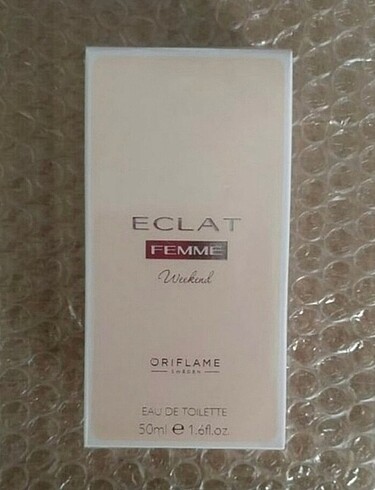 ECLAT
FEMME
Weekend
ORIFLAME
SWEDEN
EAU DE TOILETTE
50ml e 1.6fl.oz.